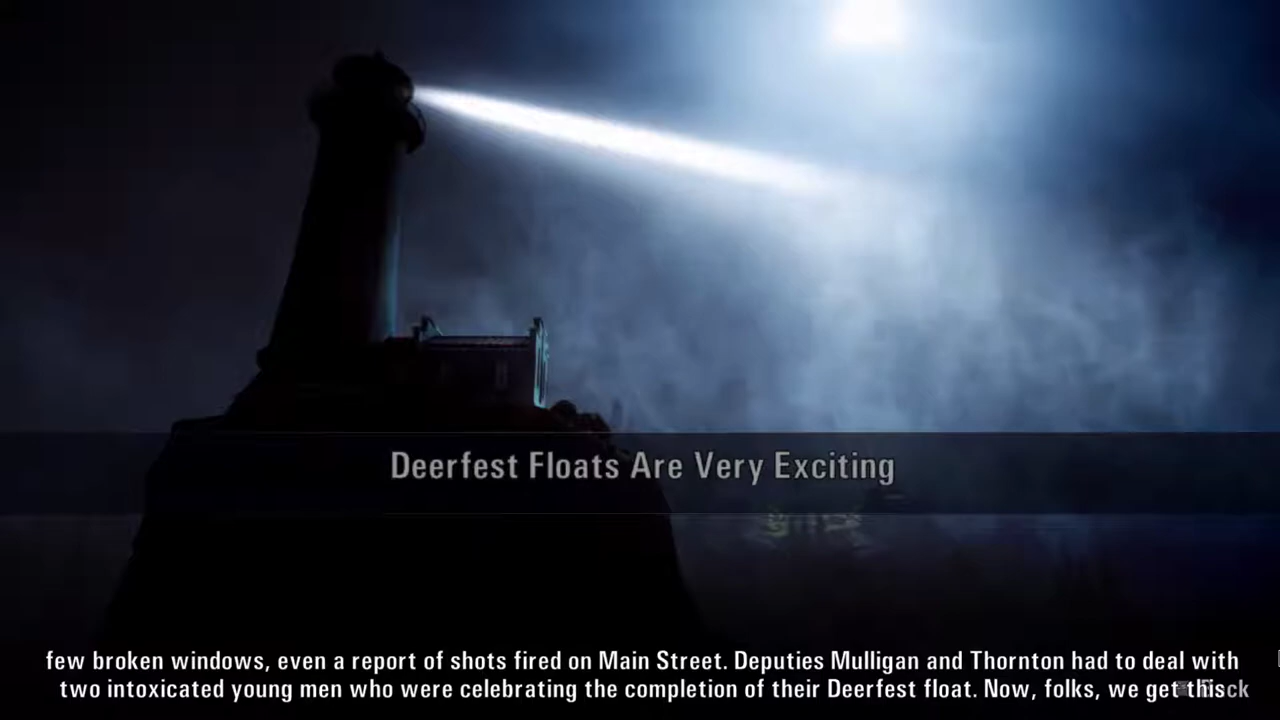 Deerfest Floats Are Very Exciting
few broken windows, even a report of shots fired on Main Street. Deputies Mulligan and Thornton had to deal with
two intoxicated young men who were celebrating the completion of their Deerfest float. Now, folks, we get this
Back